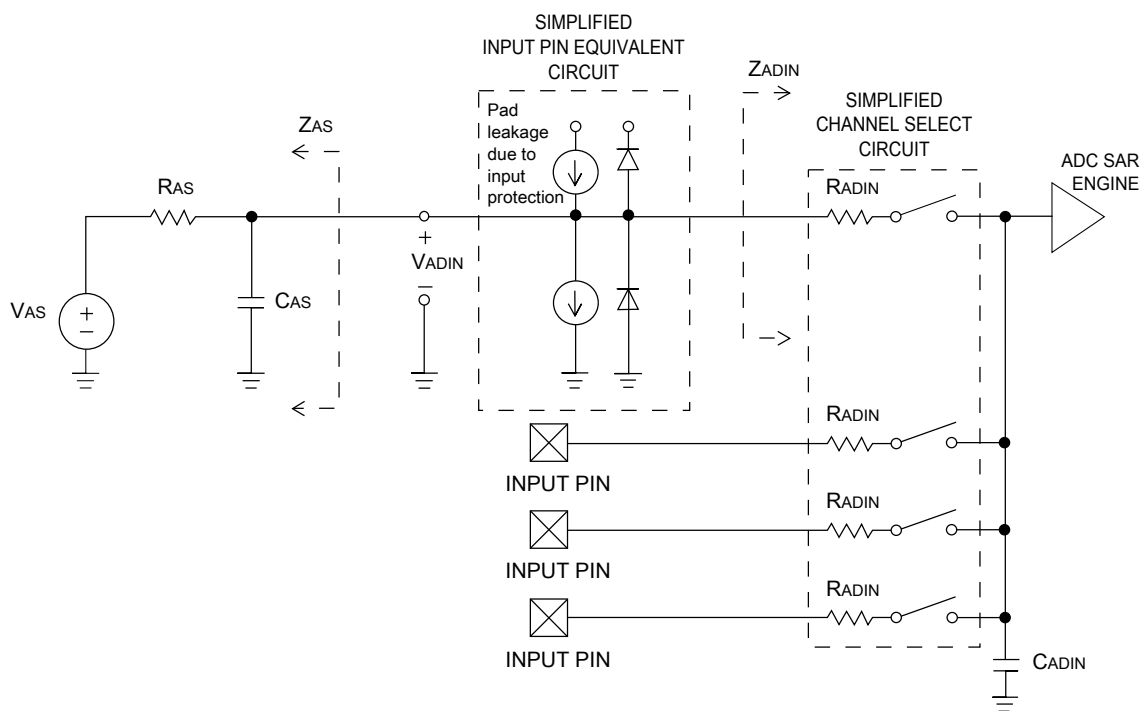 SIMPLIFIED
INPUT PIN EQUIVALENT
CIRCUIT
ZADIN
SIMPLIFIED
CHANNEL SELECT
CIRCUIT
ZAS
Pad
leakage
due to
input
protection
ADC SAR
ENGINE
RAS
RADIN
+
VADIN
–
VAS
+
–
CAS
RADIN
INPUT PIN
RADIN
INPUT PIN
RADIN
INPUT PIN
CADIN